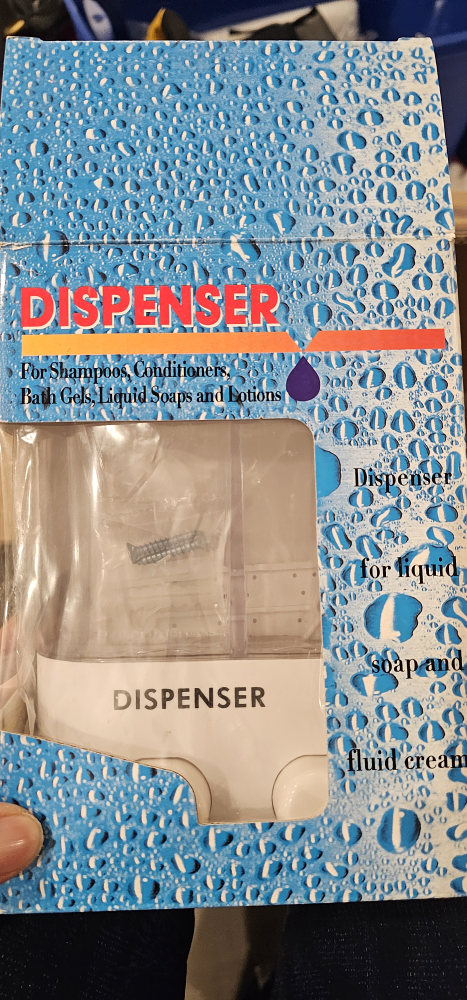 DISPENSER
For Shampoos, Conditioners,
Bath Gels, Liquid Soaps and Lotions
Dispenser
for liquid
soap and
fluid cream
DISPENSER